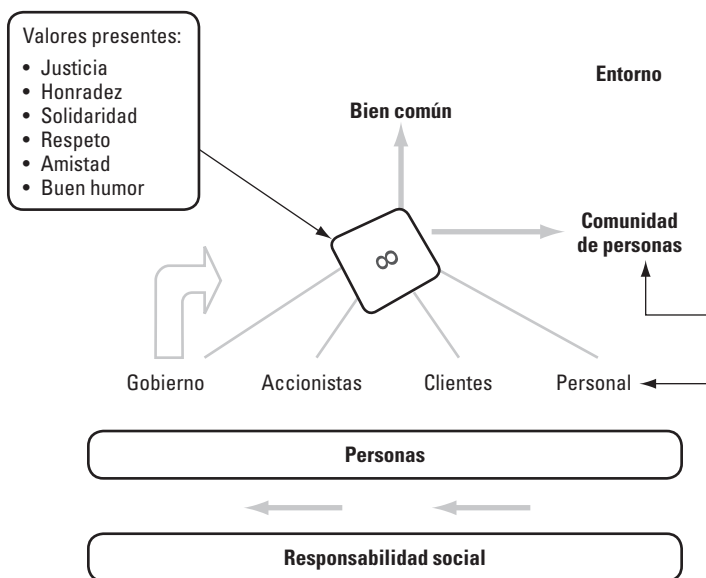 Valores presentes:
• Justicia
• Honradez
• Solidaridad
• Respeto
• Amistad
• Buen humor
Entorno
Bien común
Comunidad
de personas
∞
Gobierno
Accionistas
Clientes
Personal
Personas
Responsabilidad social